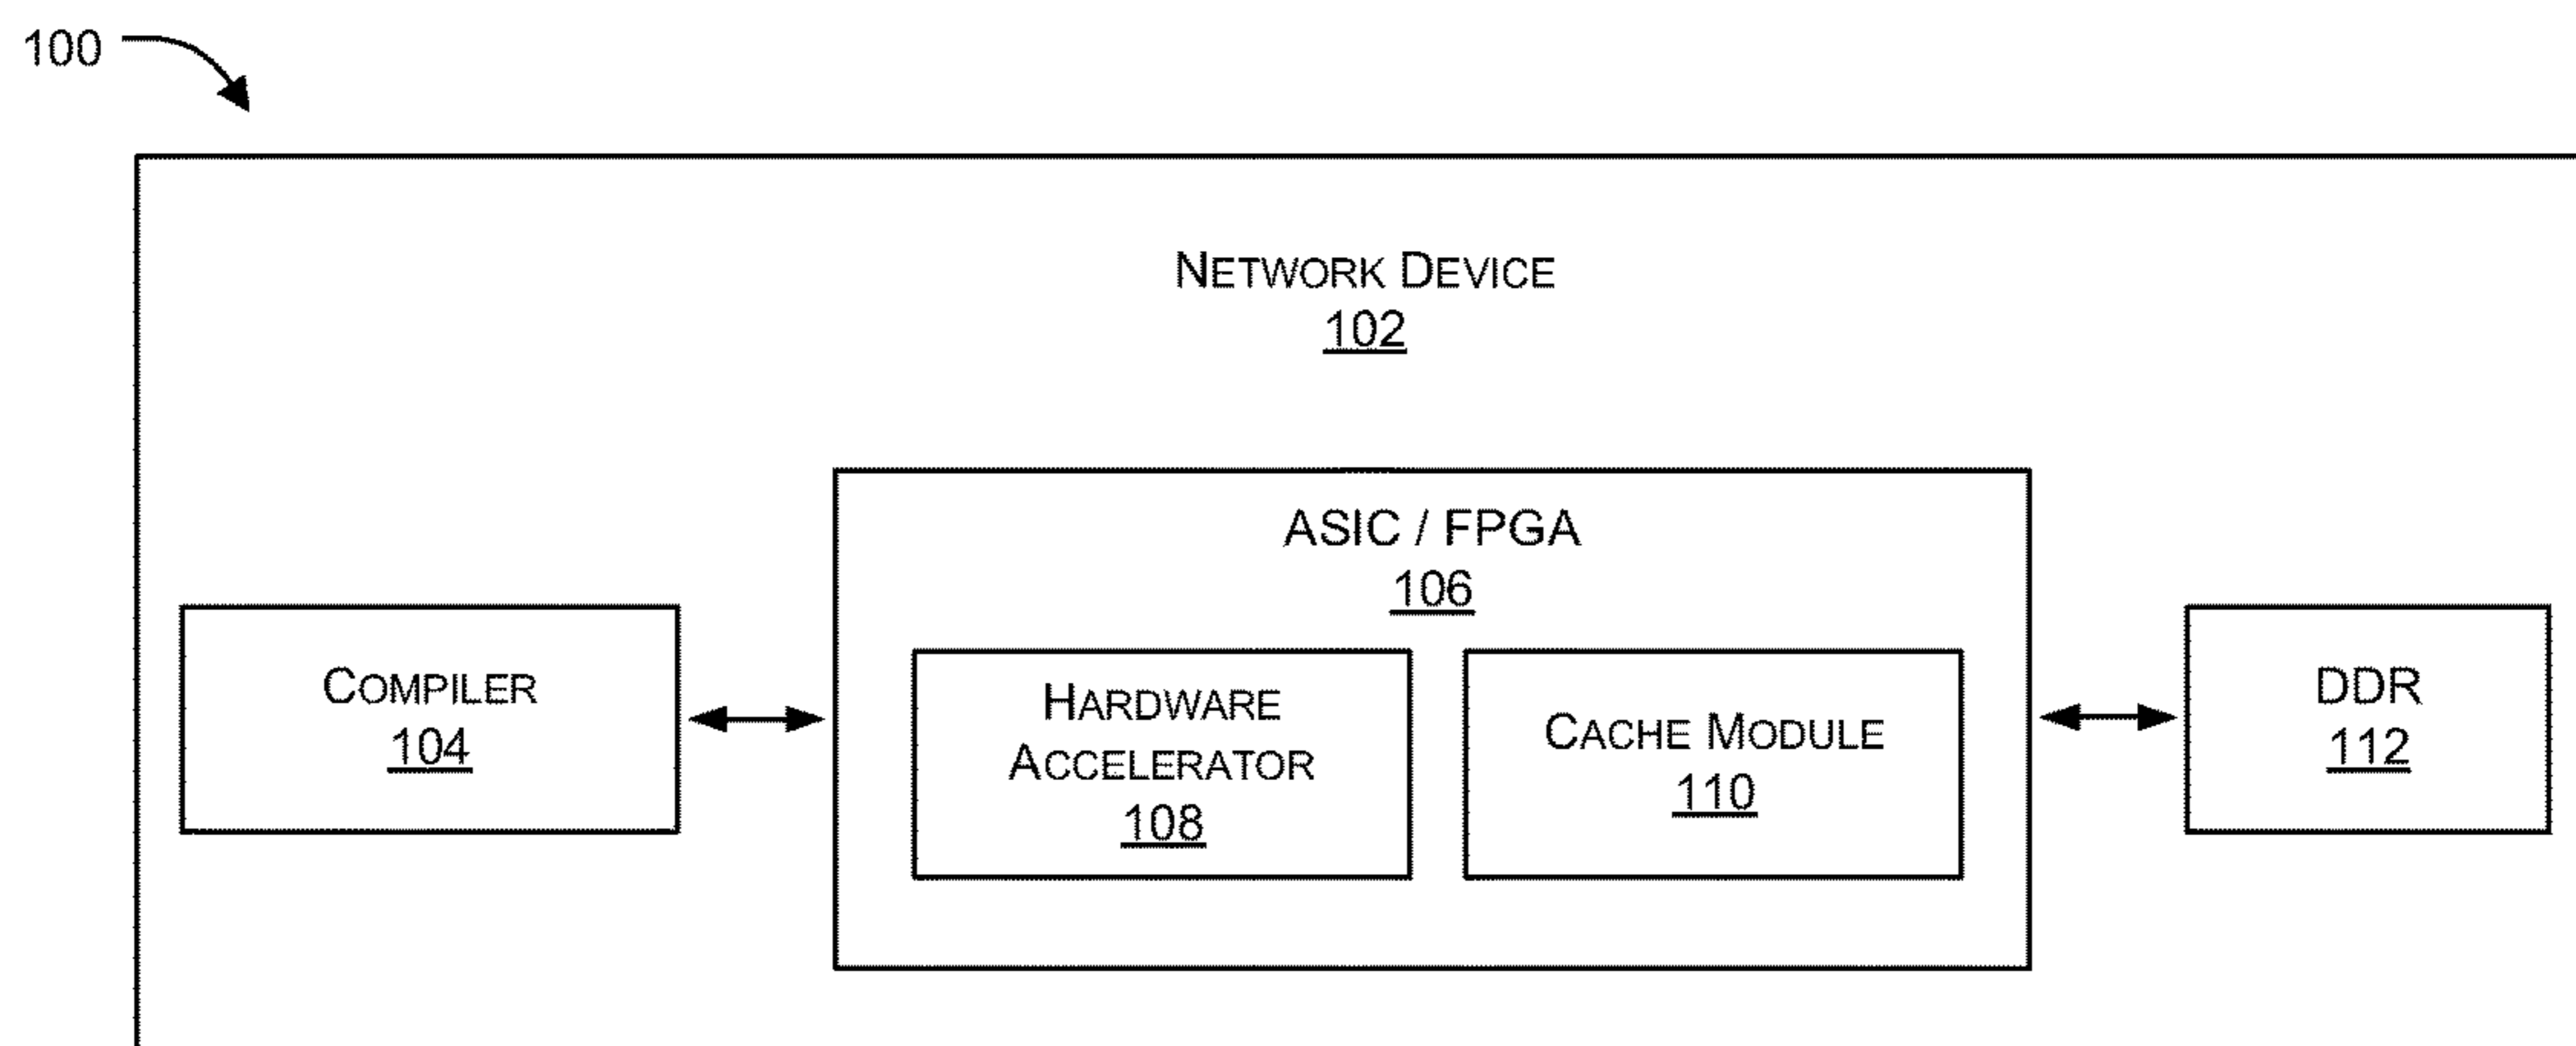 100
NETWORK DEVICE
102
ASIC / FPGA
106
COMPILER
104
HARDWARE
ACCELERATOR
108
CACHE MODULE
110
DDR
112